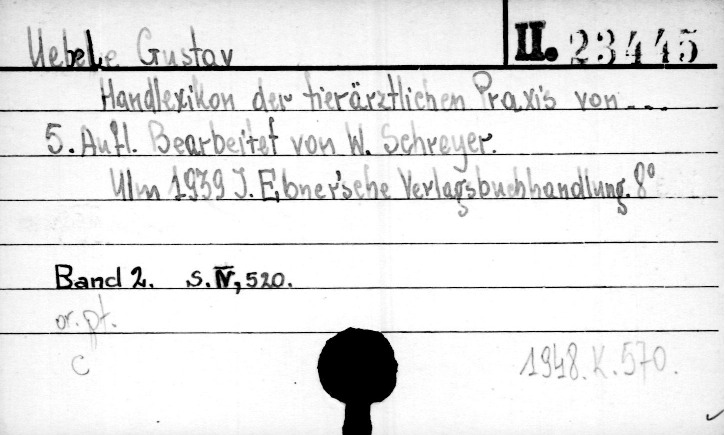 Uebele Gustav II. 23445
Handlexikon der tierärztlichen Praxis von ...
5. Aufl. Bearbeitet von W. Schreyer.
Ulm 1939 J. Ebner'sche Verlagsbuchhandlung. 8°
Band 2. S. IV, 520.
or. pt.
C
1948. K. 570.